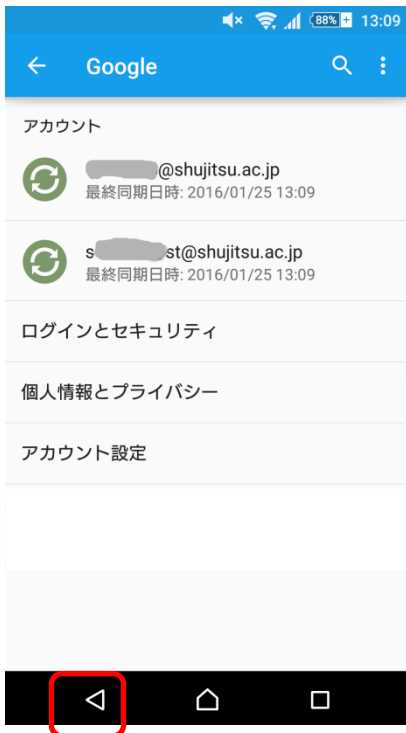 88% 13:09
Google
アカウント
@shujitsu.ac.jp
最終同期日時: 2016/01/25 13:09
s st@shujitsu.ac.jp
最終同期日時: 2016/01/25 13:09
ログインとセキュリティ
個人情報とプライバシー
アカウント設定